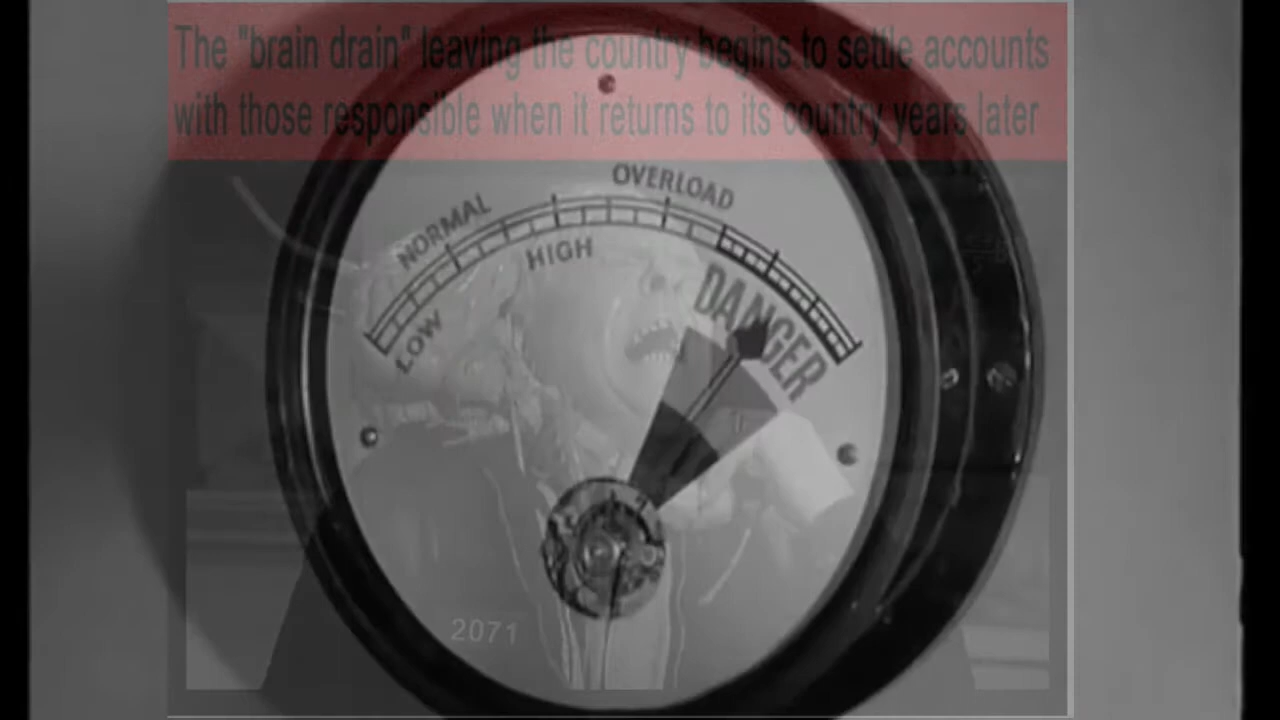 The "brain drain" leaving the country begins to settle accounts
with those responsible when it returns to its country years later
OVERLOAD
NORMAL
HIGH
DANGER
LOW
2071